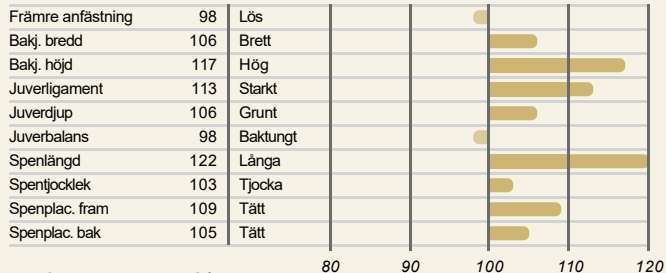 Främre anfästning 98 Lös
Bakj. bredd 106 Brett
Bakj. höjd 117 Hög
Juverligament 113 Starkt
Juverdjup 106 Grunt
Juverbalans 98 Baktungt
Spenlängd 122 Långa
Spentjocklek 103 Tjocka
Spenplac. fram 109 Tätt
Spenplac. bak 105 Tätt
80 90 100 110 120